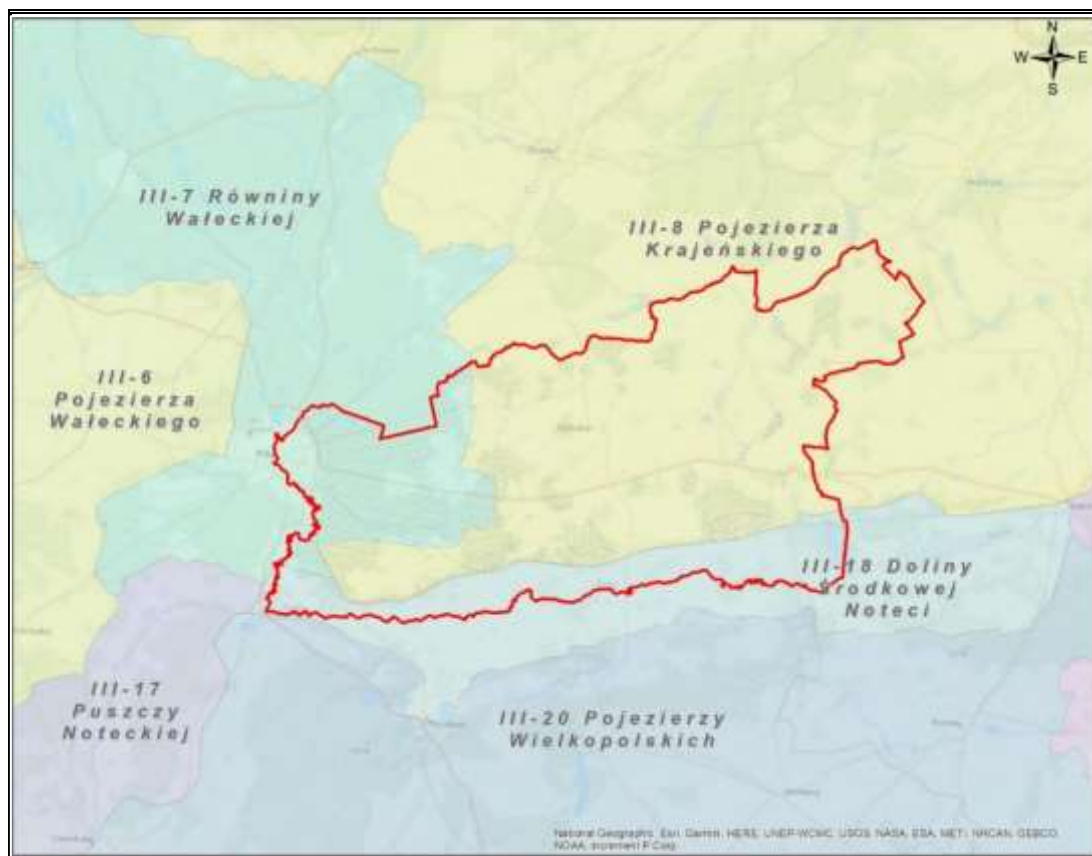 N
W E
S
III-7 Równiny
Wałeckiej
III-8 Pojezierza
Krajeńskiego
III-6
Pojezierza
Wałeckiego
III-18 Doliny
Środkowej
Noteci
III-17
Puszczy
Noteckiej
III-20 Pojezierzy
Wielkopolskich
National Geographic, Esri, Garmin, HERE, UNEP-WCMC, USGS, NASA, ESA, METI, NRCAN, GEBCO,
NOAA, increment P Corp.